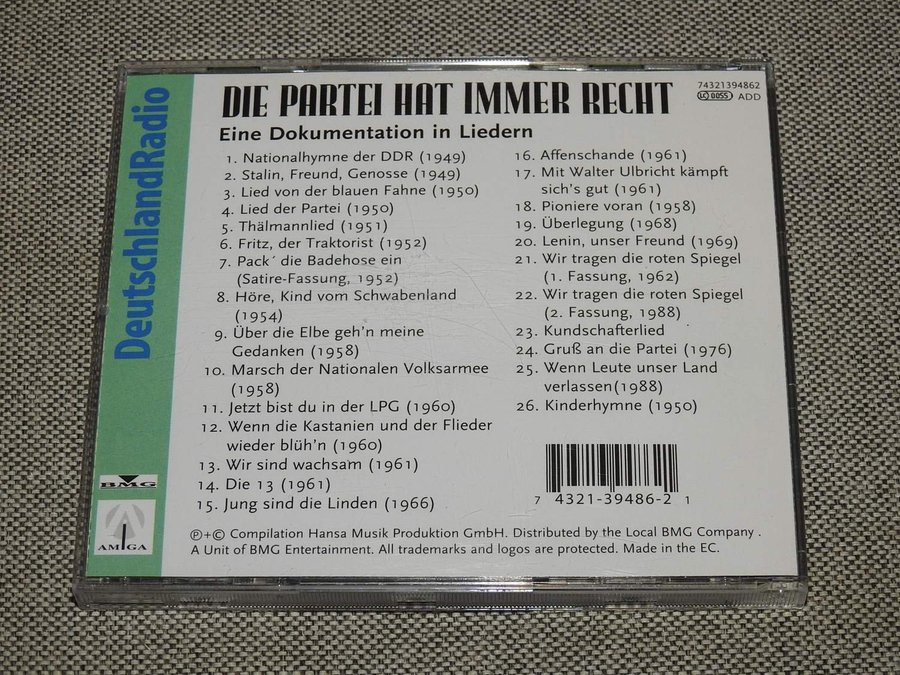 DeutschlandRadio
DIE PARTEI HAT IMMER RECHT
Eine Dokumentation in Liedern
74321394862
LC 0055 ADD
1. Nationalhymne der DDR (1949)
2. Stalin, Freund, Genosse (1949)
3. Lied von der blauen Fahne (1950)
4. Lied der Partei (1950)
5. Thälmannlied (1951)
6. Fritz, der Traktorist (1952)
7. Pack´ die Badehose ein
(Satire-Fassung, 1952)
8. Höre, Kind vom Schwabenland
(1954)
9. Über die Elbe geh'n meine
Gedanken (1958)
10. Marsch der Nationalen Volksarmee
(1958)
11. Jetzt bist du in der LPG (1960)
12. Wenn die Kastanien und der Flieder
wieder blüh'n (1960)
13. Wir sind wachsam (1961)
14. Die 13 (1961)
15. Jung sind die Linden (1966)
16. Affenschande (1961)
17. Mit Walter Ulbricht kämpft
sich's gut (1961)
18. Pioniere voran (1958)
19. Überlegung (1968)
20. Lenin, unser Freund (1969)
21. Wir tragen die roten Spiegel
(1. Fassung, 1962)
22. Wir tragen die roten Spiegel
(2. Fassung, 1988)
23. Kundschafterlied
24. Gruß an die Partei (1976)
25. Wenn Leute unser Land
verlassen(1988)
26. Kinderhymne (1950)
7 4321-39486-2 1
BMG
AMIGA
℗+© Compilation Hansa Musik Produktion GmbH. Distributed by the Local BMG Company .
A Unit of BMG Entertainment. All trademarks and logos are protected. Made in the EC.